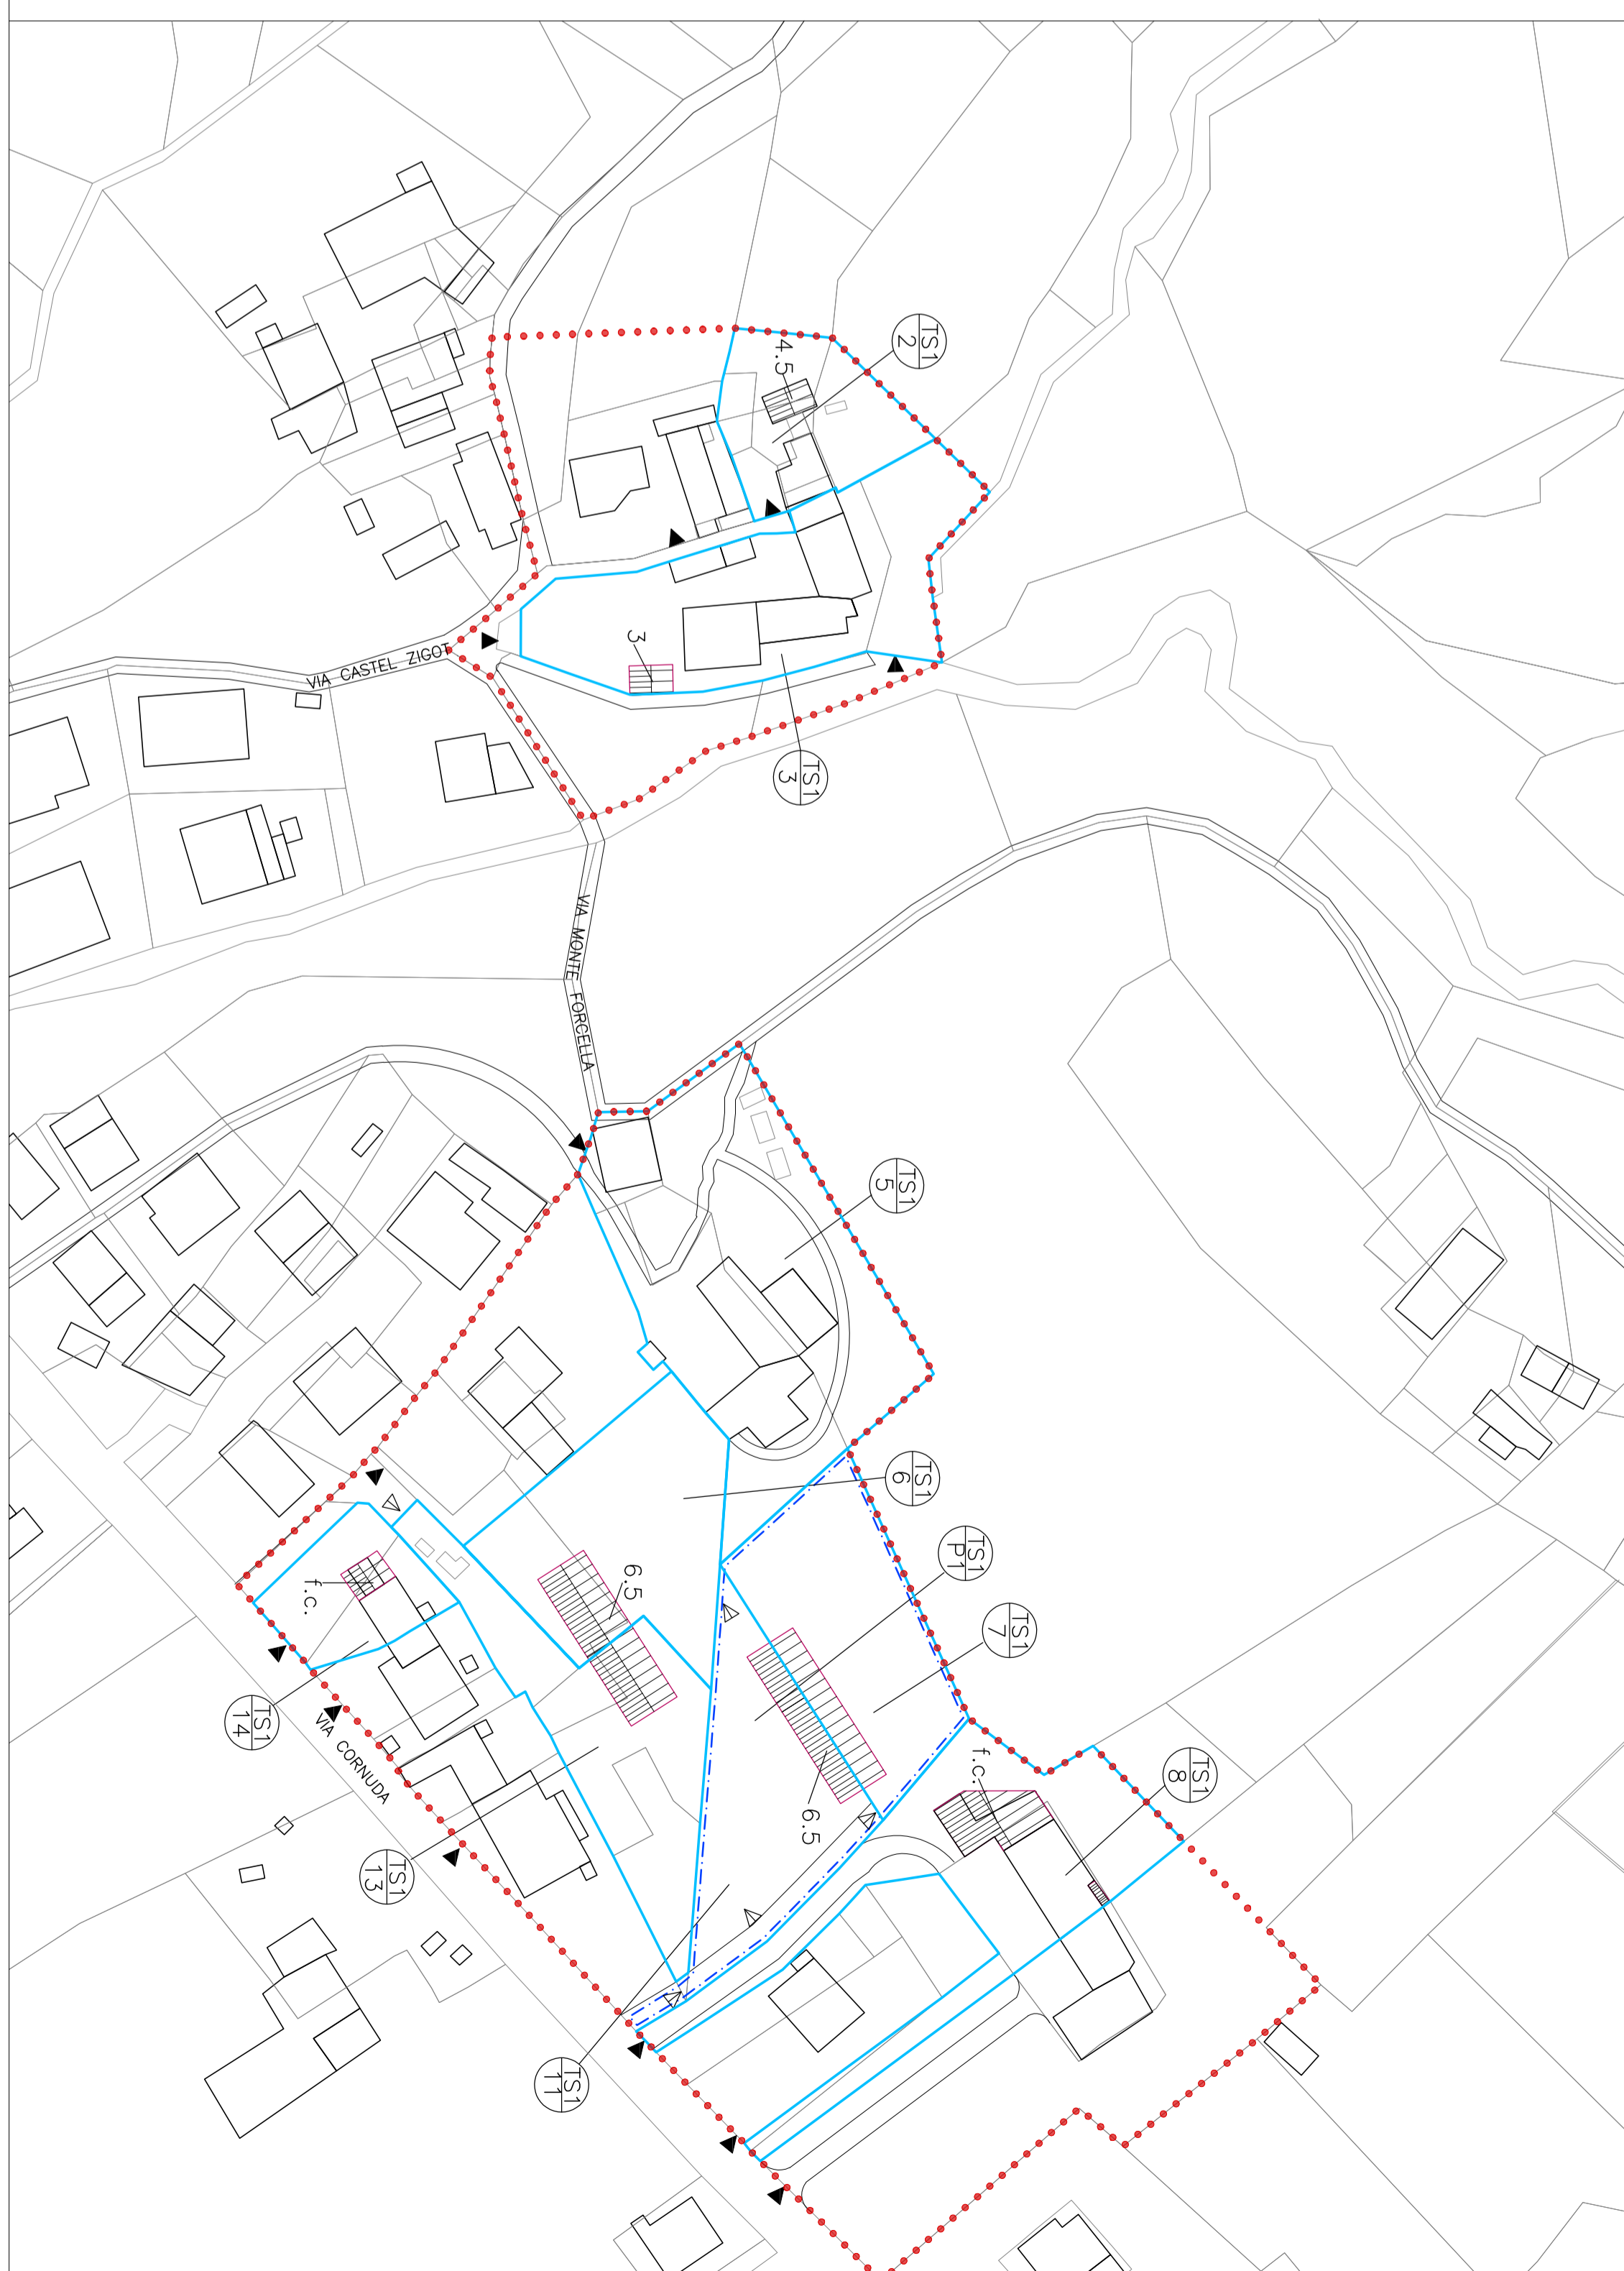 TS1
2
4.5
3
VIA CASTEL ZIGOT
TS1
3
VIA MONTE FORCELLA
TS1
5
TS1
6
TS1
P1
6.5
f.c.
TS1
7
TS1
14
VIA CORNUDA
f.c.
TS1
8
6.5
TS1
13
TS1
11